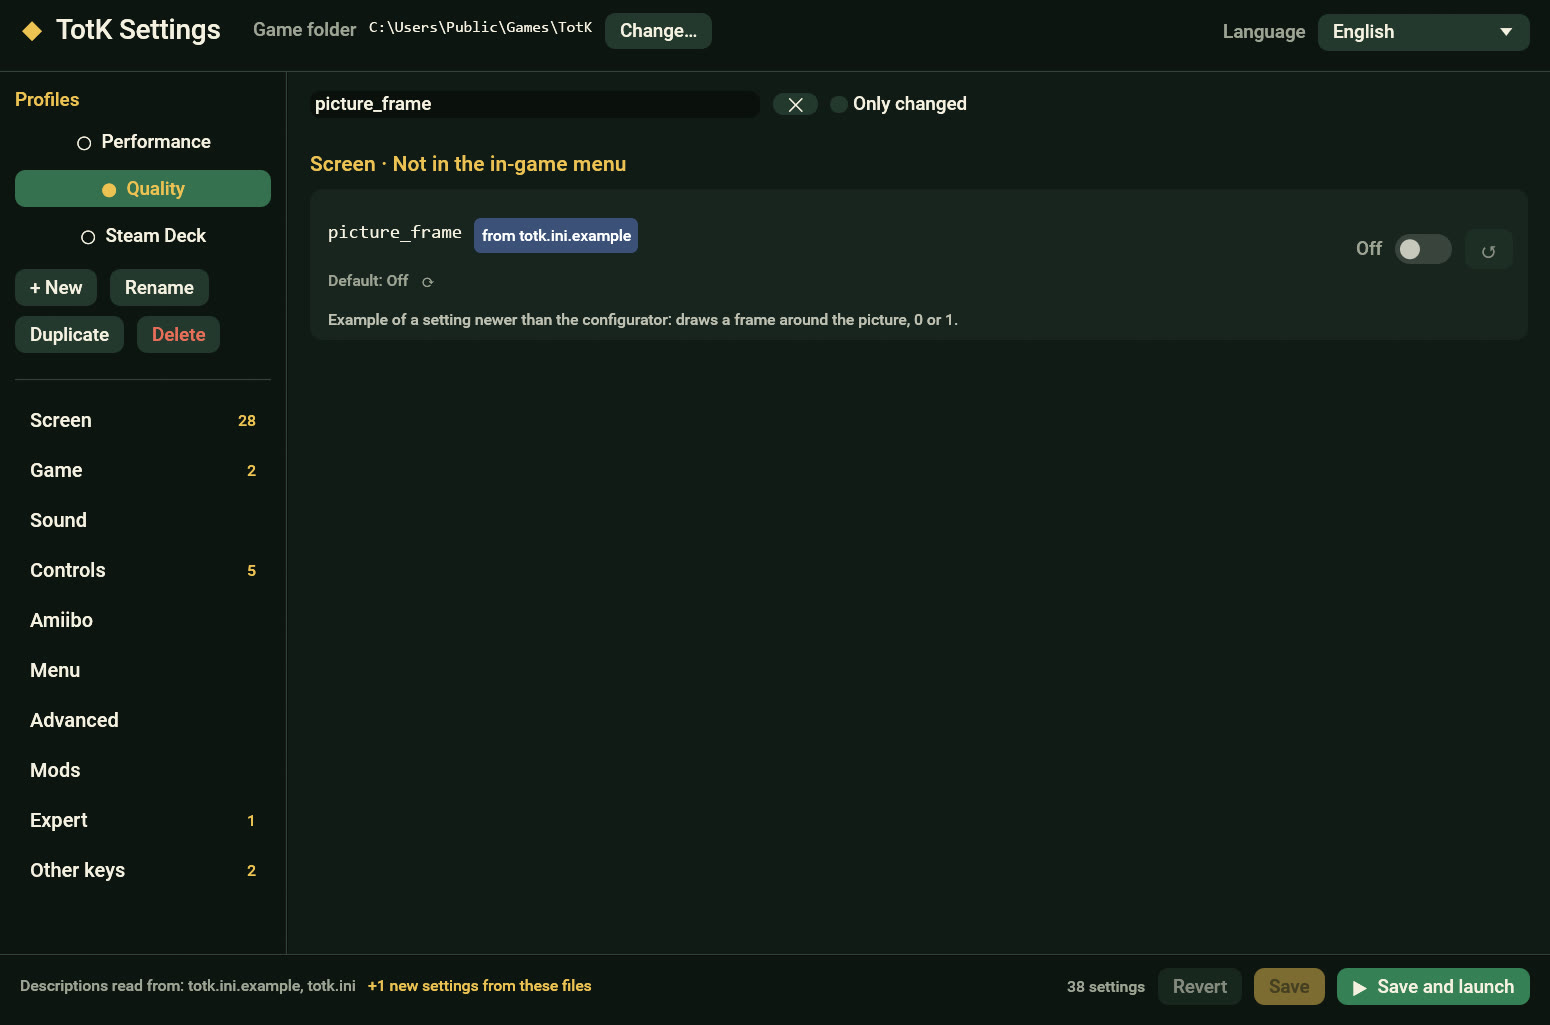 TotK Settings
Game folder C:\Users\Public\Games\TotK Change...
Language English
Profiles
Performance
Quality
Steam Deck
+ New Rename
Duplicate Delete
Screen 28
Game 2
Sound
Controls 5
Amiibo
Menu
Advanced
Mods
Expert 1
Other keys 2
picture_frame Only changed
Screen · Not in the in-game menu
picture_frame from totk.ini.example
Off
Default: Off
Example of a setting newer than the configurator: draws a frame around the picture, 0 or 1.
Descriptions read from: totk.ini.example, totk.ini +1 new settings from these files
38 settings Revert Save Save and launch